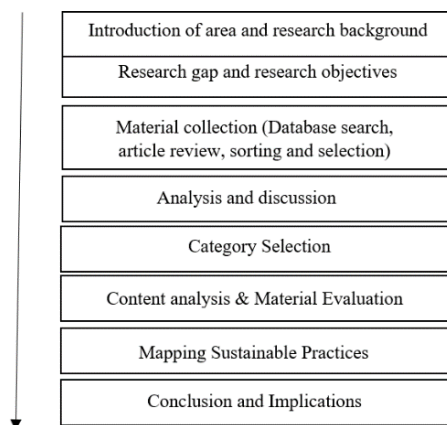 Introduction of area and research background
Research gap and research objectives
Material collection (Database search,
article review, sorting and selection)
Analysis and discussion
Category Selection
Content analysis & Material Evaluation
Mapping Sustainable Practices
Conclusion and Implications